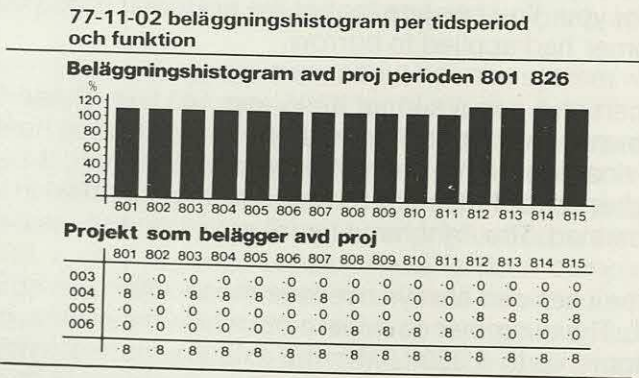 77-11-02 beläggningshistogram per tidsperiod
och funktion
Beläggningshistogram avd proj perioden 801 826
%
120
100
80
60
40
20
801 802 803 804 805 806 807 808 809 810 811 812 813 814 815
Projekt som belägger avd proj
801 802 803 804 805 806 807 808 809 810 811 812 813 814 815
003 ·0 ·0 ·0 ·0 ·0 ·0 ·0 ·0 ·0 ·0 ·0 ·0 ·0 ·0 ·0
004 ·8 ·8 ·8 ·8 ·8 ·8 ·8 ·0 ·0 ·0 ·0 ·0 ·0 ·0 ·0
005 ·0 ·0 ·0 ·0 ·0 ·0 ·0 ·0 ·0 ·0 ·0 ·8 ·8 ·8 ·8
006 ·0 ·0 ·0 ·0 ·0 ·0 ·0 ·8 ·8 ·8 ·8 ·0 ·0 ·0 ·0
·8 ·8 ·8 ·8 ·8 ·8 ·8 ·8 ·8 ·8 ·8 ·8 ·8 ·8 ·8